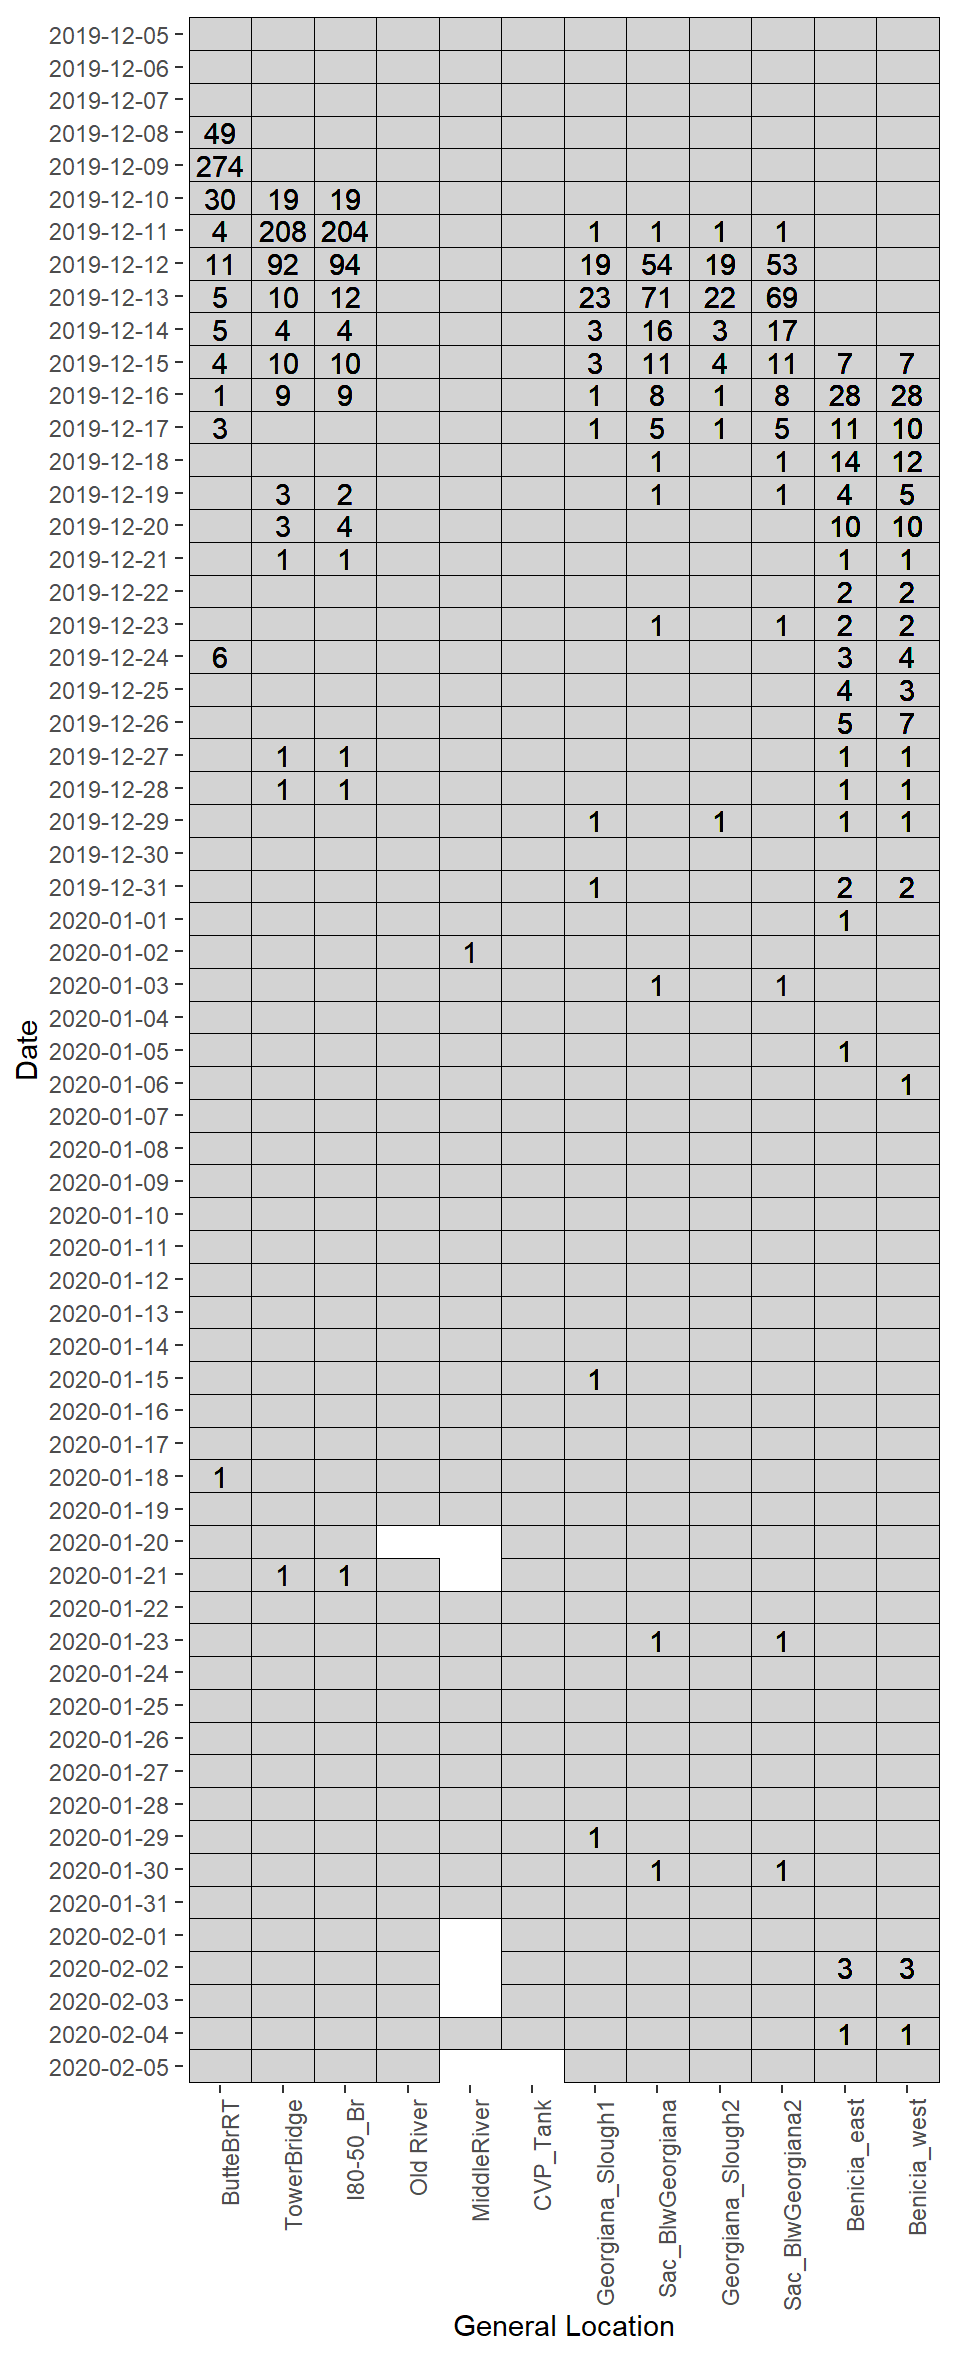 2019-12-05
2019-12-06
2019-12-07
2019-12-08 49
2019-12-09 274
2019-12-10 30 19 19
2019-12-11 4 208 204 1 1 1 1
2019-12-12 11 92 94 19 54 19 53
2019-12-13 5 10 12 23 71 22 69
2019-12-14 5 4 4 3 16 3 17
2019-12-15 4 10 10 3 11 4 11 7 7
2019-12-16 1 9 9 1 8 1 8 28 28
2019-12-17 3 1 5 1 5 11 10
2019-12-18 1 1 14 12
2019-12-19 3 2 1 1 4 5
2019-12-20 3 4 10 10
2019-12-21 1 1 1 1
2019-12-22 2 2
2019-12-23 1 1 2 2
2019-12-24 6 3 4
2019-12-25 4 3
2019-12-26 5 7
2019-12-27 1 1 1 1
2019-12-28 1 1 1 1
2019-12-29 1 1 1 1
2019-12-30
2019-12-31 1 2 2
2020-01-01 1
2020-01-02 1
2020-01-03 1 1
2020-01-04
2020-01-05 1
2020-01-06 1
2020-01-07
2020-01-08
2020-01-09
2020-01-10
2020-01-11
2020-01-12
2020-01-13
2020-01-14
2020-01-15 1
2020-01-16
2020-01-17
2020-01-18 1
2020-01-19
2020-01-20
2020-01-21 1 1
2020-01-22
2020-01-23 1 1
2020-01-24
2020-01-25
2020-01-26
2020-01-27
2020-01-28
2020-01-29 1
2020-01-30 1 1
2020-01-31
2020-02-01
2020-02-02 3 3
2020-02-03
2020-02-04 1 1
2020-02-05
Date
ButteBrRT
TowerBridge
I80-50_Br
Old River
MiddleRiver
CVP_Tank
Georgiana_Slough1
Sac_BlwGeorgiana
Georgiana_Slough2
Sac_BlwGeorgiana2
Benicia_east
Benicia_west
General Location